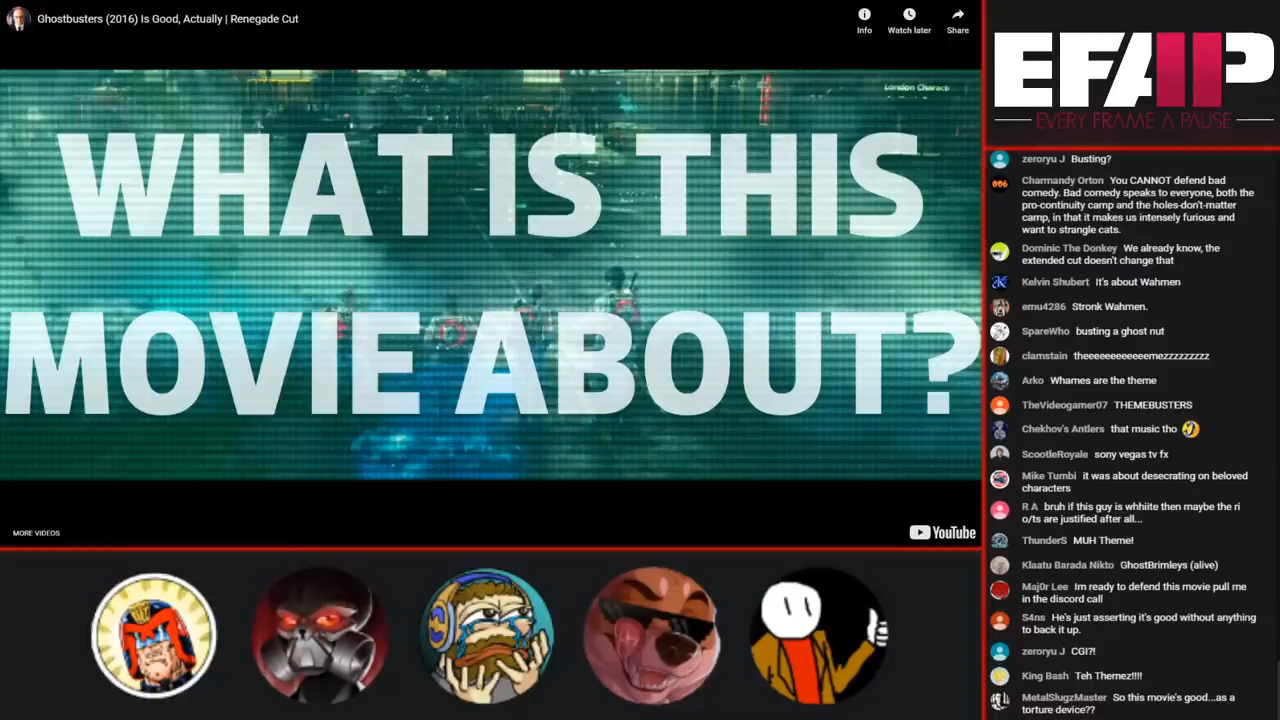 Ghostbusters (2016) Is Good, Actually | Renegade Cut
Info
Watch later
Share
London Charact
WHAT IS THIS
MOVIE ABOUT?
MORE VIDEOS
YouTube
EFAP
EVERY FRAME A PAUSE
zeroryu J Busting?
006
Charmandy Orton You CANNOT defend bad
comedy. Bad comedy speaks to everyone, both the
pro-continuity camp and the holes-don't-matter
camp, in that it makes us intensely furious and
want to strangle cats.
Dominic The Donkey We already know, the
extended cut doesn't change that
Kelvin Shubert It's about Wahmen
emu4286 Stronk Wahmen.
SpareWho busting a ghost nut
clamstain theeeeeeeeeeeemezzzzzzzz
Arko Whames are the theme
TheVideogamer07 THEMEBUSTERS
Chekhov's Antlers that music tho 🤣
ScootleRoyale sony vegas tv fx
Mike Tumbi it was about desecrating on beloved
characters
R A bruh if this guy is whhiite then maybe the ri
o/ts are justified after all...
ThunderS MUH Theme!
Klaatu Barada Nikto GhostBrimleys (alive)
Maj0r Lee Im ready to defend this movie pull me
in the discord call
S4ns He's just asserting it's good without anything
to back it up.
zeroryu J CGI?!
King Bash Teh Themez!!!!
MetalSlugzMaster So this movie's good...as a
torture device??